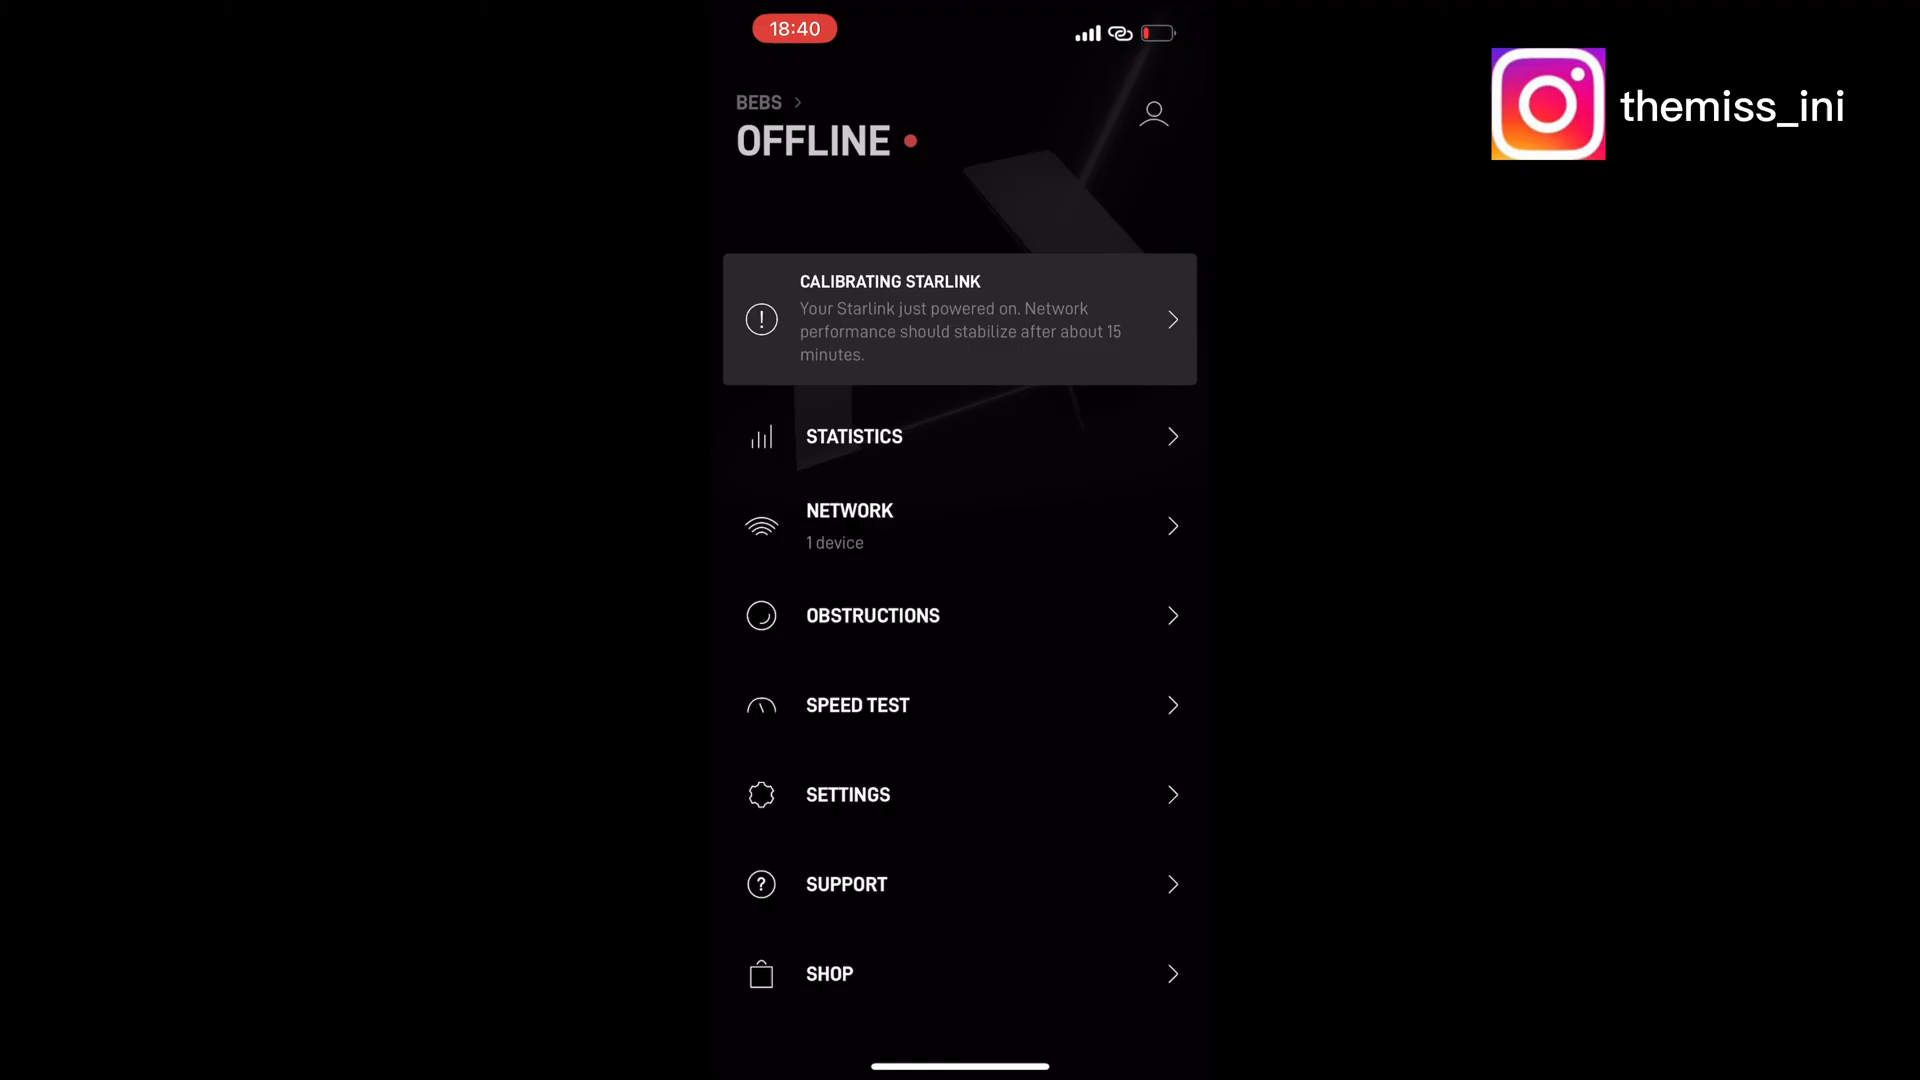 18:40
themiss_ini
BEBS
OFFLINE
CALIBRATING STARLINK
Your Starlink just powered on. Network
performance should stabilize after about 15
minutes.
STATISTICS
NETWORK
1 device
OBSTRUCTIONS
SPEED TEST
SETTINGS
SUPPORT
SHOP